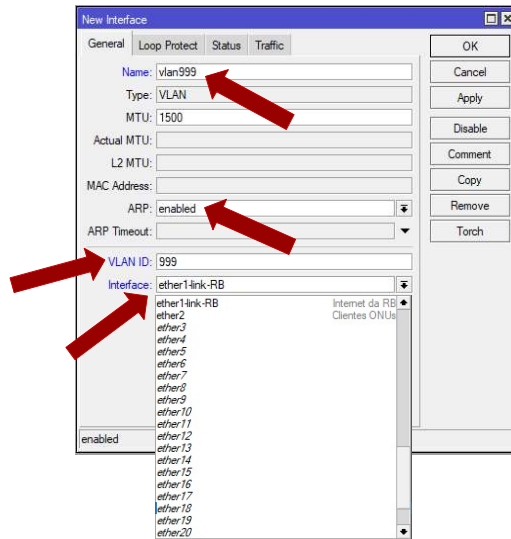 New Interface
General Loop Protect Status Traffic
OK
Name: vlan999
Cancel
Type: VLAN
Apply
MTU: 1500
Disable
Actual MTU:
Comment
L2 MTU:
Copy
MAC Address:
Remove
ARP: enabled
Torch
ARP Timeout:
VLAN ID: 999
Interface: ether1-link-RB
ether1-link-RB Internet da RB
ether2 Clientes ONUs
ether3
ether4
ether5
ether6
ether7
ether8
ether9
ether10
ether11
enabled
ether12
ether13
ether14
ether15
ether16
ether17
ether18
ether19
ether20